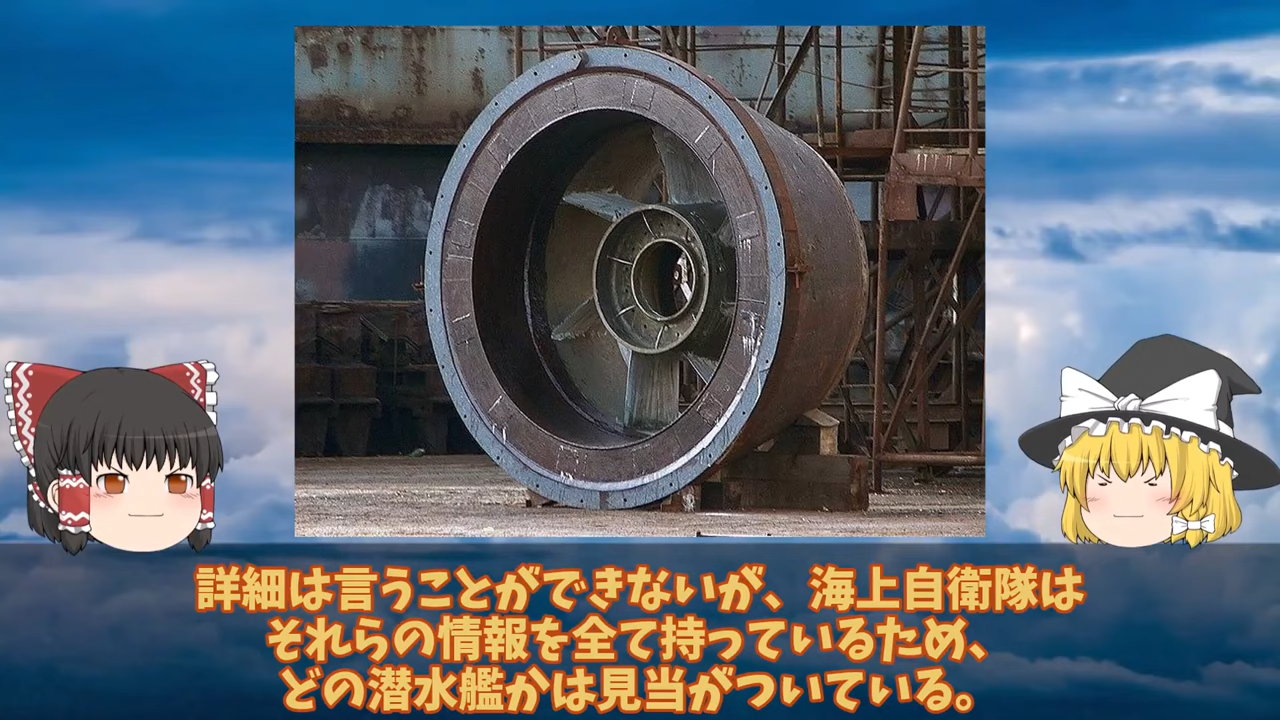 詳細は言うことができないが、海上自衛隊は
それらの情報を全て持っているため、
どの潜水艦かは見当がついている。